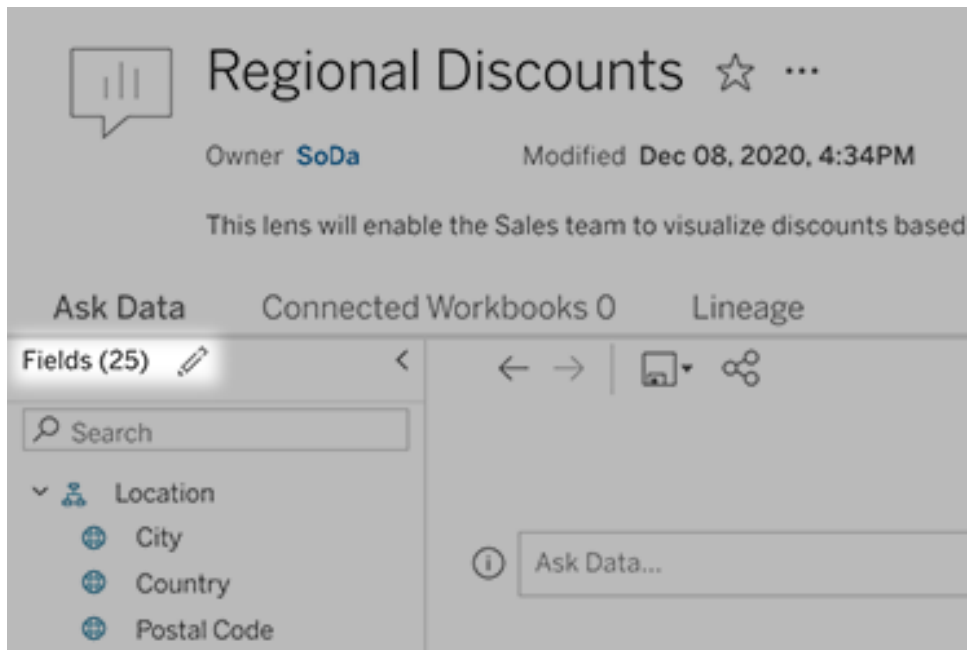 Regional Discounts ...
Owner SoDa Modified Dec 08, 2020, 4:34PM
This lens will enable the Sales team to visualize discounts based
Ask Data Connected Workbooks 0 Lineage
Fields (25)
Search
Location
City
Ask Data...
Country
Postal Code